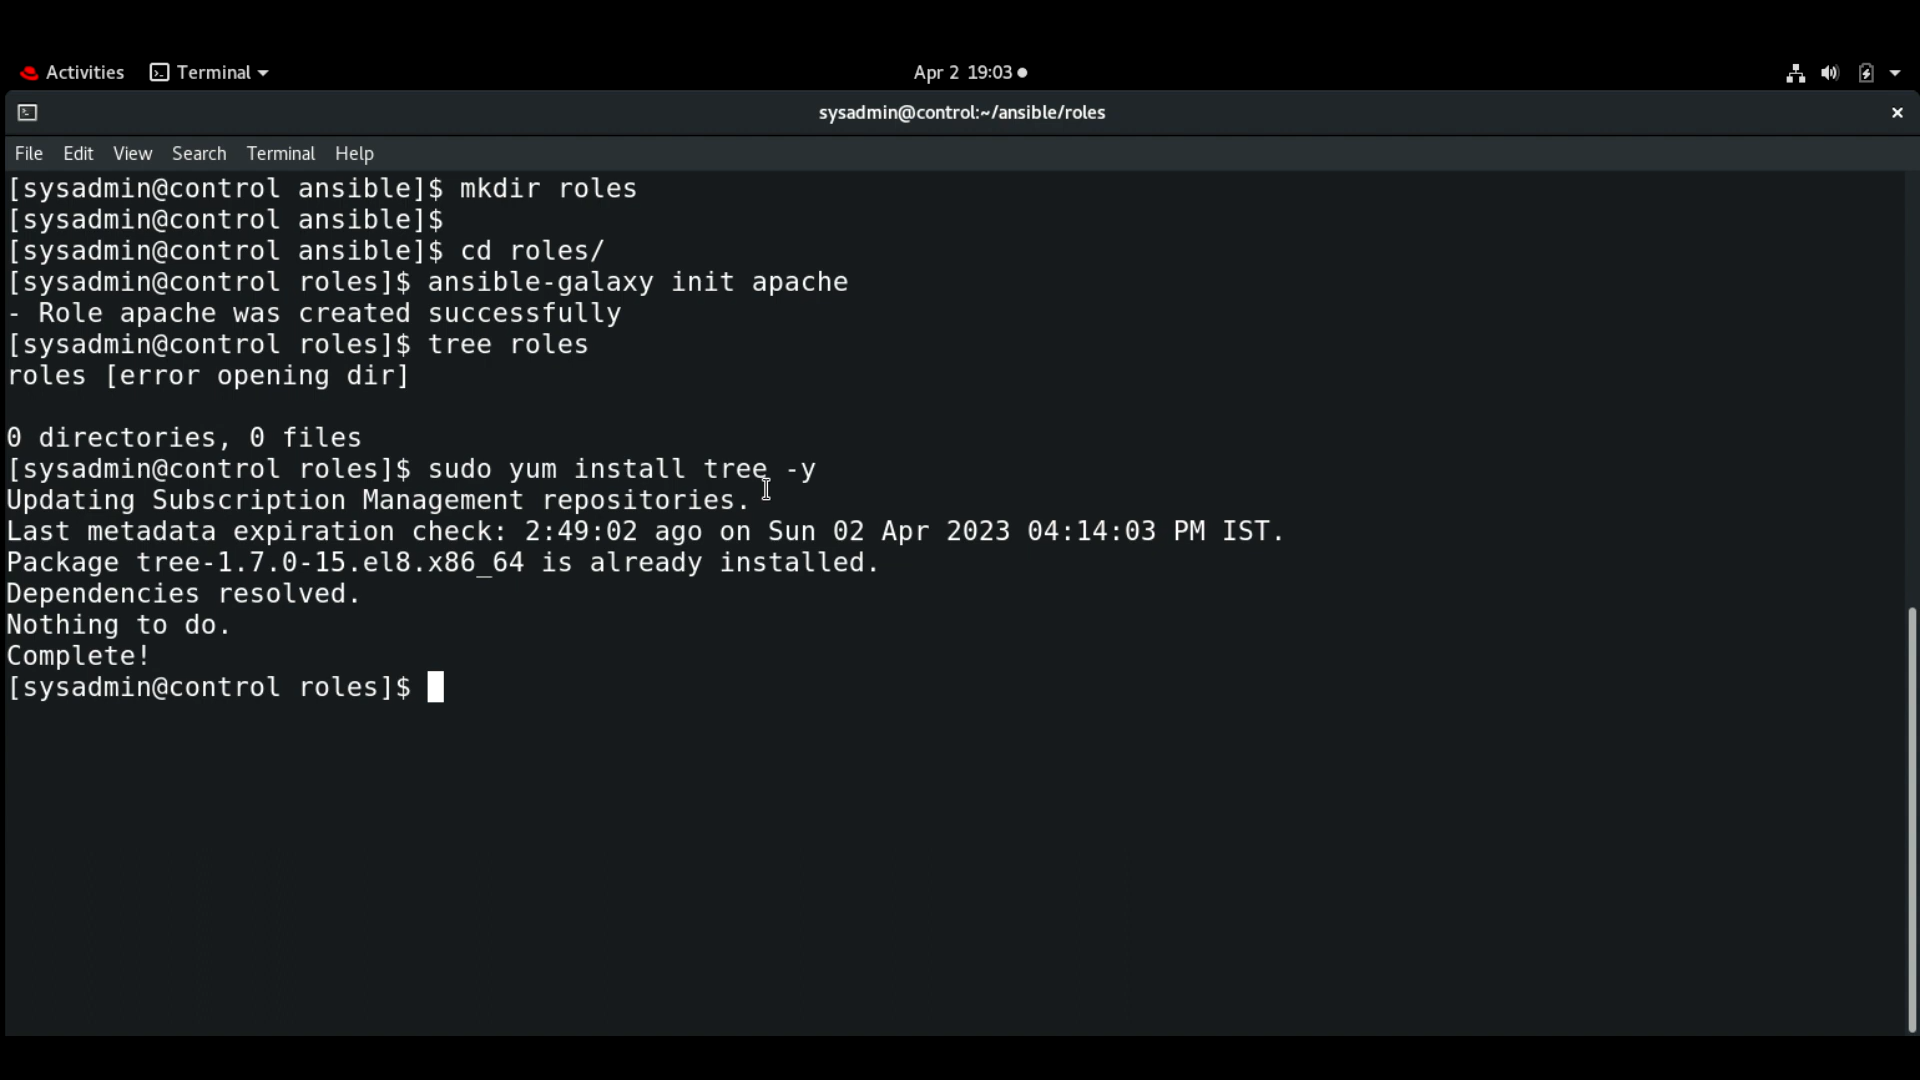 Activities Terminal Apr 2 19:03
sysadmin@control:~/ansible/roles
File Edit View Search Terminal Help
[sysadmin@control ansible]$ mkdir roles
[sysadmin@control ansible]$
[sysadmin@control ansible]$ cd roles/
[sysadmin@control roles]$ ansible-galaxy init apache
- Role apache was created successfully
[sysadmin@control roles]$ tree roles
roles [error opening dir]
0 directories, 0 files
[sysadmin@control roles]$ sudo yum install tree -y
Updating Subscription Management repositories.
Last metadata expiration check: 2:49:02 ago on Sun 02 Apr 2023 04:14:03 PM IST.
Package tree-1.7.0-15.el8.x86_64 is already installed.
Dependencies resolved.
Nothing to do.
Complete!
[sysadmin@control roles]$